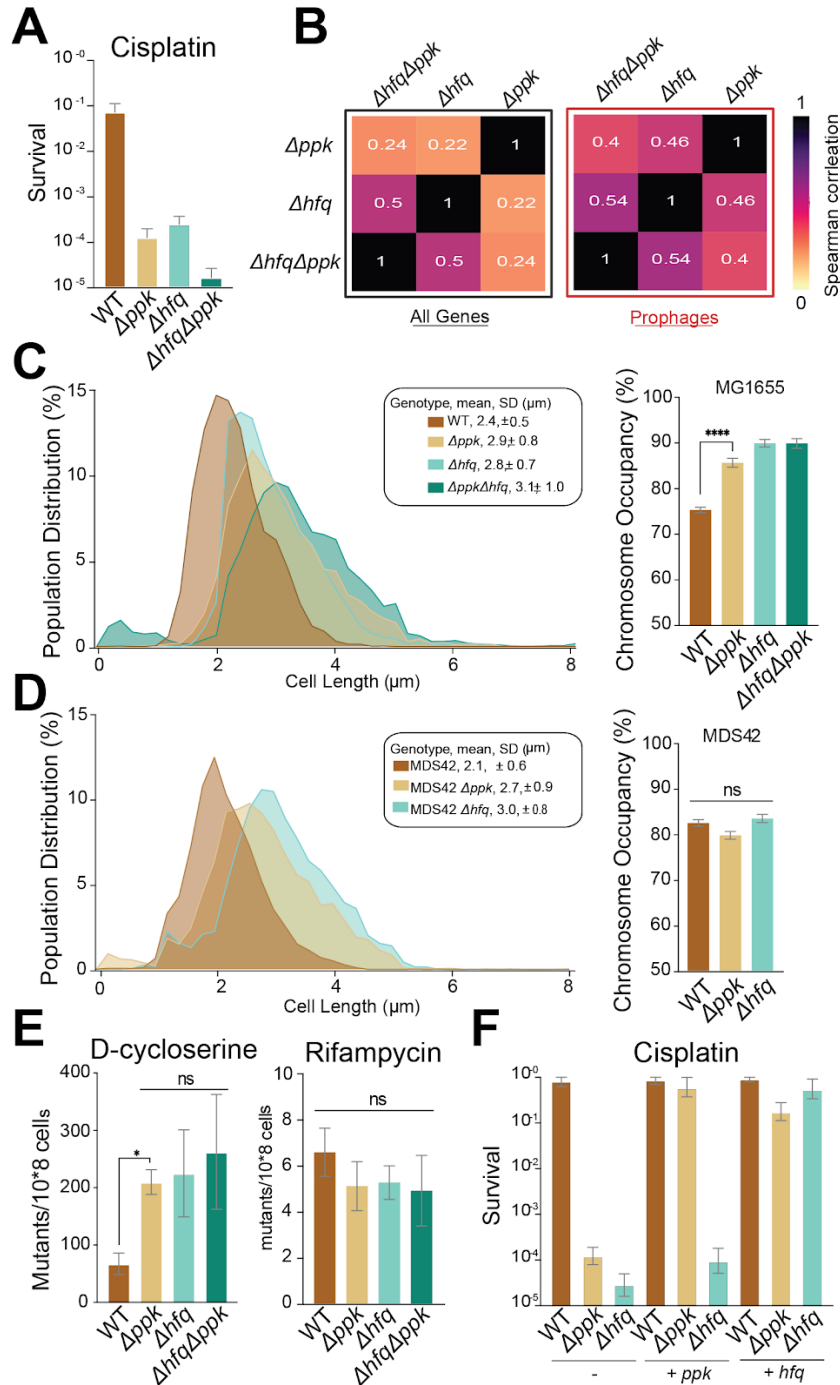 A
Cisplatin
Survival
10⁻⁰
10⁻¹
10⁻²
10⁻³
10⁻⁴
10⁻⁵
WT
Δppk
Δhfq
ΔhfqΔppk
B
ΔhfqΔppk
Δhfq
Δppk
Δppk
Δhfq
ΔhfqΔppk
0.24 0.22 1
0.5 1 0.22
1 0.5 0.24
All Genes
ΔhfqΔppk
Δhfq
Δppk
0.4 0.46 1
0.54 1 0.46
1 0.54 0.4
Prophages
1
0
Spearman corrleation
C
Population Distribution (%)
15
10
5
0
0 2 4 6 8
Cell Length (µm)
Genotype, mean, SD (µm)
WT, 2.4,±0.5
Δppk, 2.9± 0.8
Δhfq, 2.8± 0.7
ΔppkΔhfq, 3.1± 1.0
MG1655
Chromosome Occupancy (%)
100
90
80
70
60
50
****
WT
Δppk
Δhfq
ΔhfqΔppk
D
Population Distribution (%)
15
10
5
0
0 2 4 6 8
Cell Length (µm)
Genotype, mean, SD (µm)
MDS42, 2.1, ± 0.6
MDS42 Δppk, 2.7,±0.9
MDS42 Δhfq, 3.0,±0.8
MDS42
Chromosome Occupancy (%)
100
90
80
70
60
50
ns
WT
Δppk
Δhfq
E
D-cycloserine
Mutants/10*8 cells
400
300
200
100
0
*
ns
WT
Δppk
Δhfq
ΔhfqΔppk
Rifampycin
mutants/10*8 cells
10
8
6
4
2
0
ns
WT
Δppk
Δhfq
ΔhfqΔppk
F
Cisplatin
Survival
10⁻⁰
10⁻¹
10⁻²
10⁻³
10⁻⁴
10⁻⁵
WT
Δppk
Δhfq
WT
Δppk
Δhfq
WT
Δppk
Δhfq
-
+ ppk
+ hfq